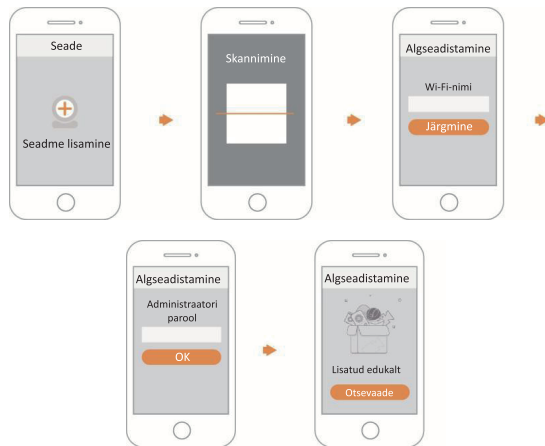 Seade
Seadme lisamine
Skannimine
Algseadistamine
Wi-Fi-nimi
Järgmine
Algseadistamine
Administraatori
parool
OK
Algseadistamine
Lisatud edukalt
Otsevaade